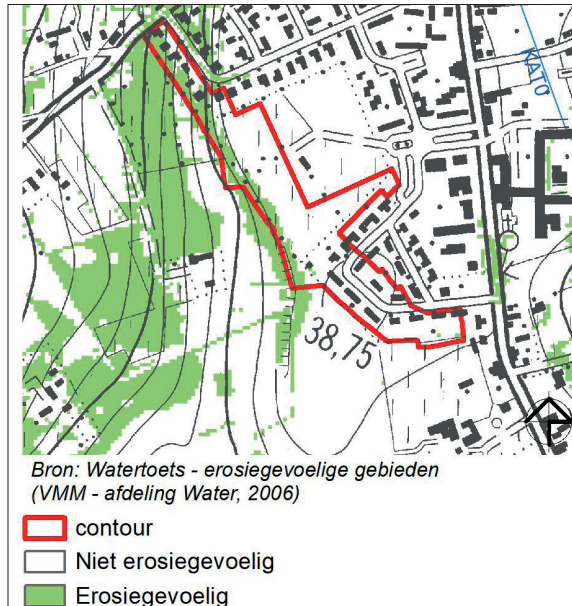 KATO
38,75
Bron: Watertoets - erosiegevoelige gebieden
(VMM - afdeling Water, 2006)
contour
Niet erosiegevoelig
Erosiegevoelig